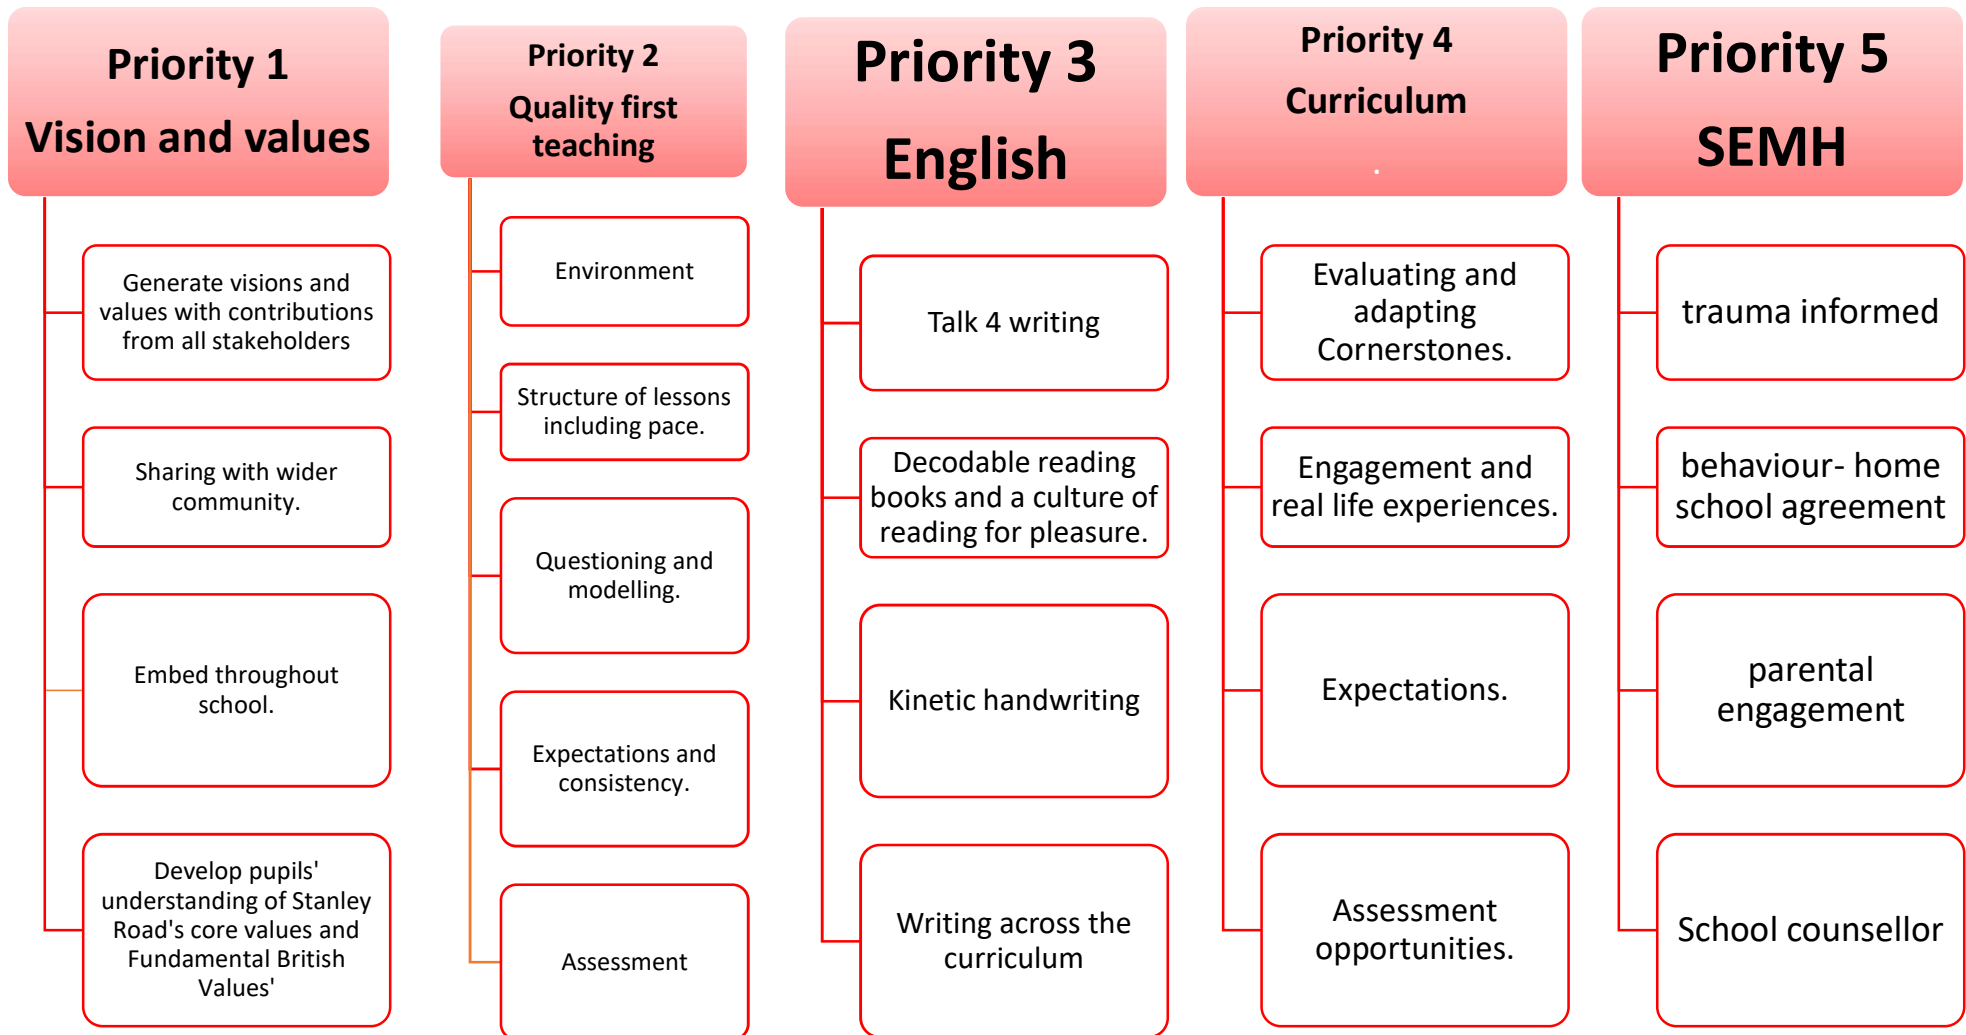 Priority 1
Vision and values
Generate visions and
values with contributions
from all stakeholders
Sharing with wider
community.
Embed throughout
school.
Develop pupils'
understanding of Stanley
Road's core values and
Fundamental British
Values'
Priority 2
Quality first
teaching
Environment
Structure of lessons
including pace.
Questioning and
modelling.
Expectations and
consistency.
Assessment
Priority 3
English
Talk 4 writing
Decodable reading
books and a culture of
reading for pleasure.
Kinetic handwriting
Writing across the
curriculum
Priority 4
Curriculum
.
Evaluating and
adapting
Cornerstones.
Engagement and
real life experiences.
Expectations.
Assessment
opportunities.
Priority 5
SEMH
trauma informed
behaviour- home
school agreement
parental
engagement
School counsellor